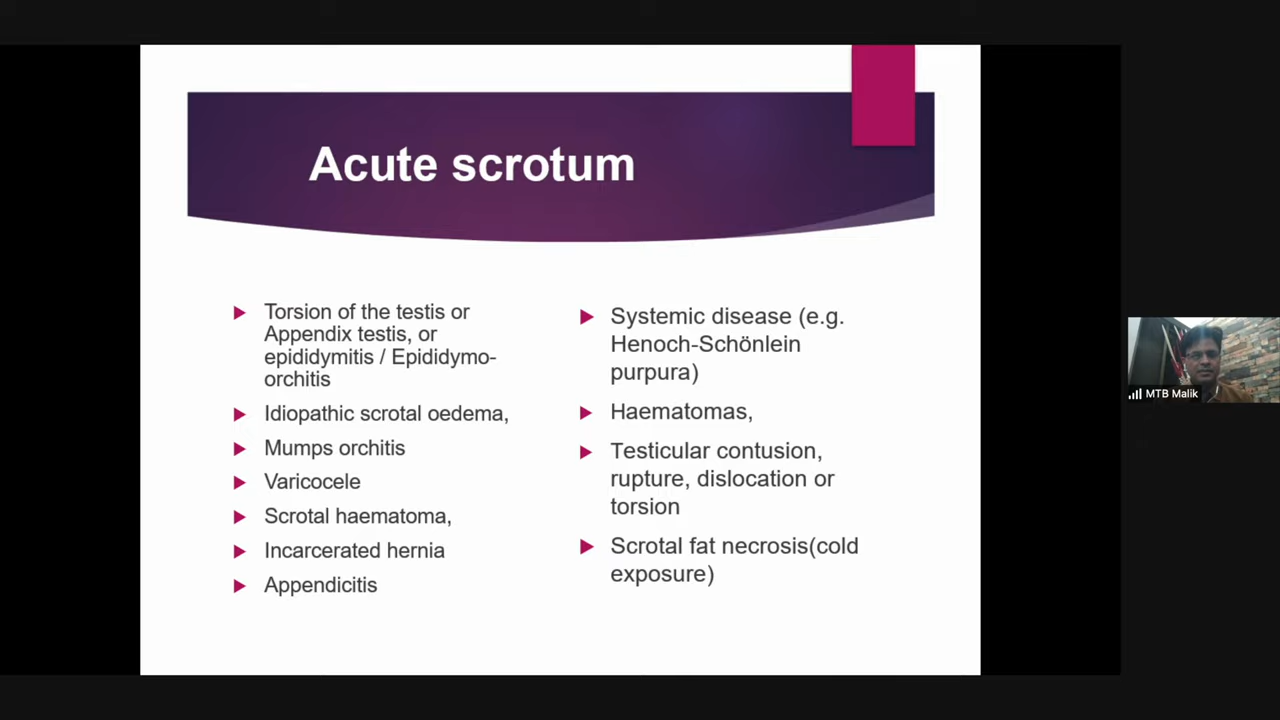 Acute scrotum
Torsion of the testis or
Appendix testis, or
epididymitis / Epididymo-
orchitis
Idiopathic scrotal oedema,
Mumps orchitis
Varicocele
Scrotal haematoma,
Incarcerated hernia
Appendicitis
Systemic disease (e.g.
Henoch-Schönlein
purpura)
Haematomas,
Testicular contusion,
rupture, dislocation or
torsion
Scrotal fat necrosis(cold
exposure)
MTB Malik